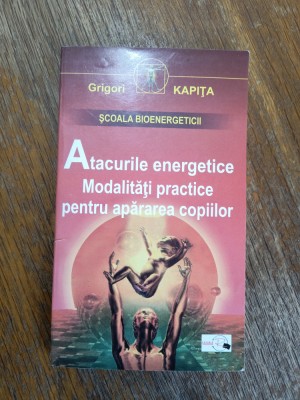 Grigori KAPIȚA
ȘCOALA BIOENERGETICII
Atacurile energetice
Modalități practice
pentru apărarea copiilor